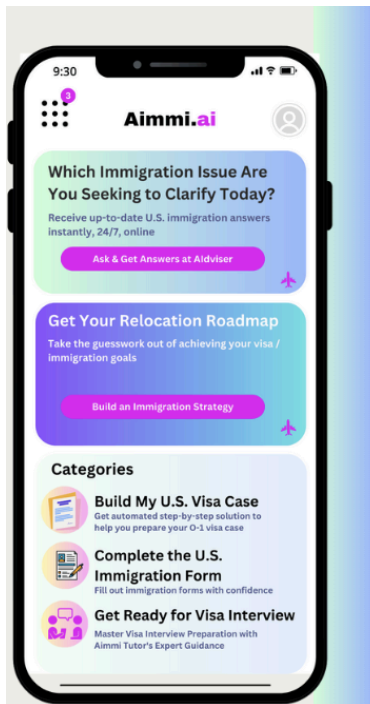 9:30
3
Aimmi.ai
Which Immigration Issue Are
You Seeking to Clarify Today?
Receive up-to-date U.S. immigration answers
instantly, 24/7, online
Ask & Get Answers at AIdviser
Get Your Relocation Roadmap
Take the guesswork out of achieving your visa /
immigration goals
Build an Immigration Strategy
Categories
Build My U.S. Visa Case
Get automated step-by-step solution to
help you prepare your O-1 visa case
Complete the U.S.
Immigration Form
Fill out immigration forms with confidence
Get Ready for Visa Interview
Master Visa Interview Preparation with
Aimmi Tutor's Expert Guidance